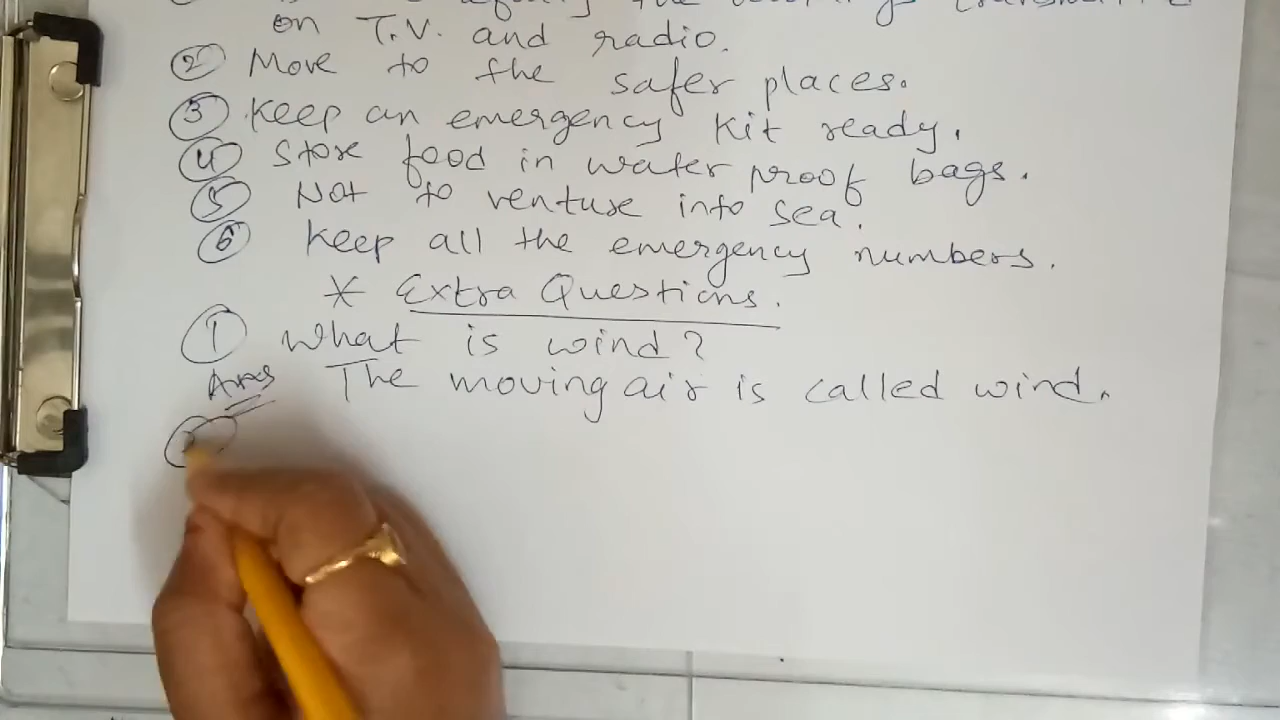 the
on T.V. and radio.
② Move to the safer places.
③ Keep an emergency Kit ready.
④ Store food in water proof bags.
⑤ Not to venture into sea.
⑥ Keep all the emergency numbers.
* Extra Questions.
① What is wind?
Ans The moving air is called wind.
②